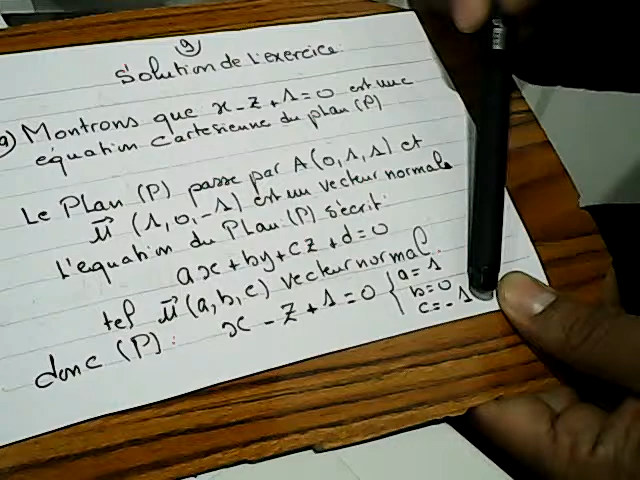 9
Solution de l'exercice.
a) Montrons que x - z + 1 = 0 est une
équation cartésienne du plan (P)
Le Plan (P) passe par A(0,1,1) et
u⃗ (1,0,-1) est un vecteur normale
L'equation du Plan (P) s'écrit:
ax + by + cz + d = 0
tel u⃗ (a,b,c) vecteur normal.
donc (P): x - z + 1 = 0 { a = 1
b = 0
c = -1